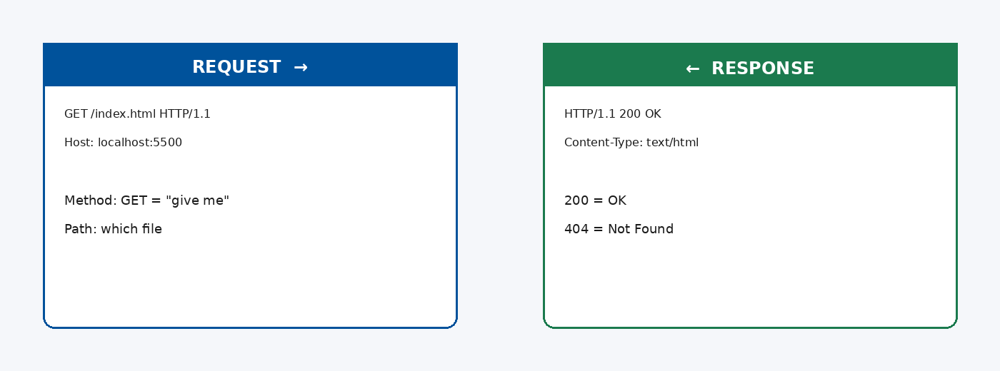 REQUEST →
GET /index.html HTTP/1.1
Host: localhost:5500
Method: GET = "give me"
Path: which file
← RESPONSE
HTTP/1.1 200 OK
Content-Type: text/html
200 = OK
404 = Not Found